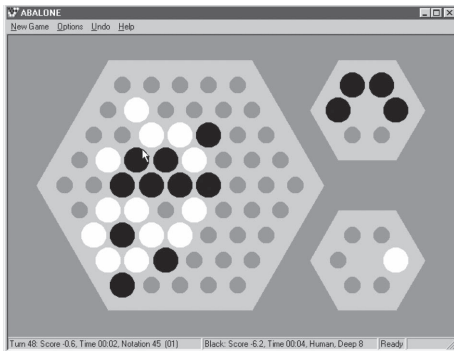 ABALONE
New Game Options Undo Help
Turn 48: Score -0.6, Time 00:02, Notation 45 (01) Black: Score -6.2, Time 00:04, Human, Deep 8 Ready